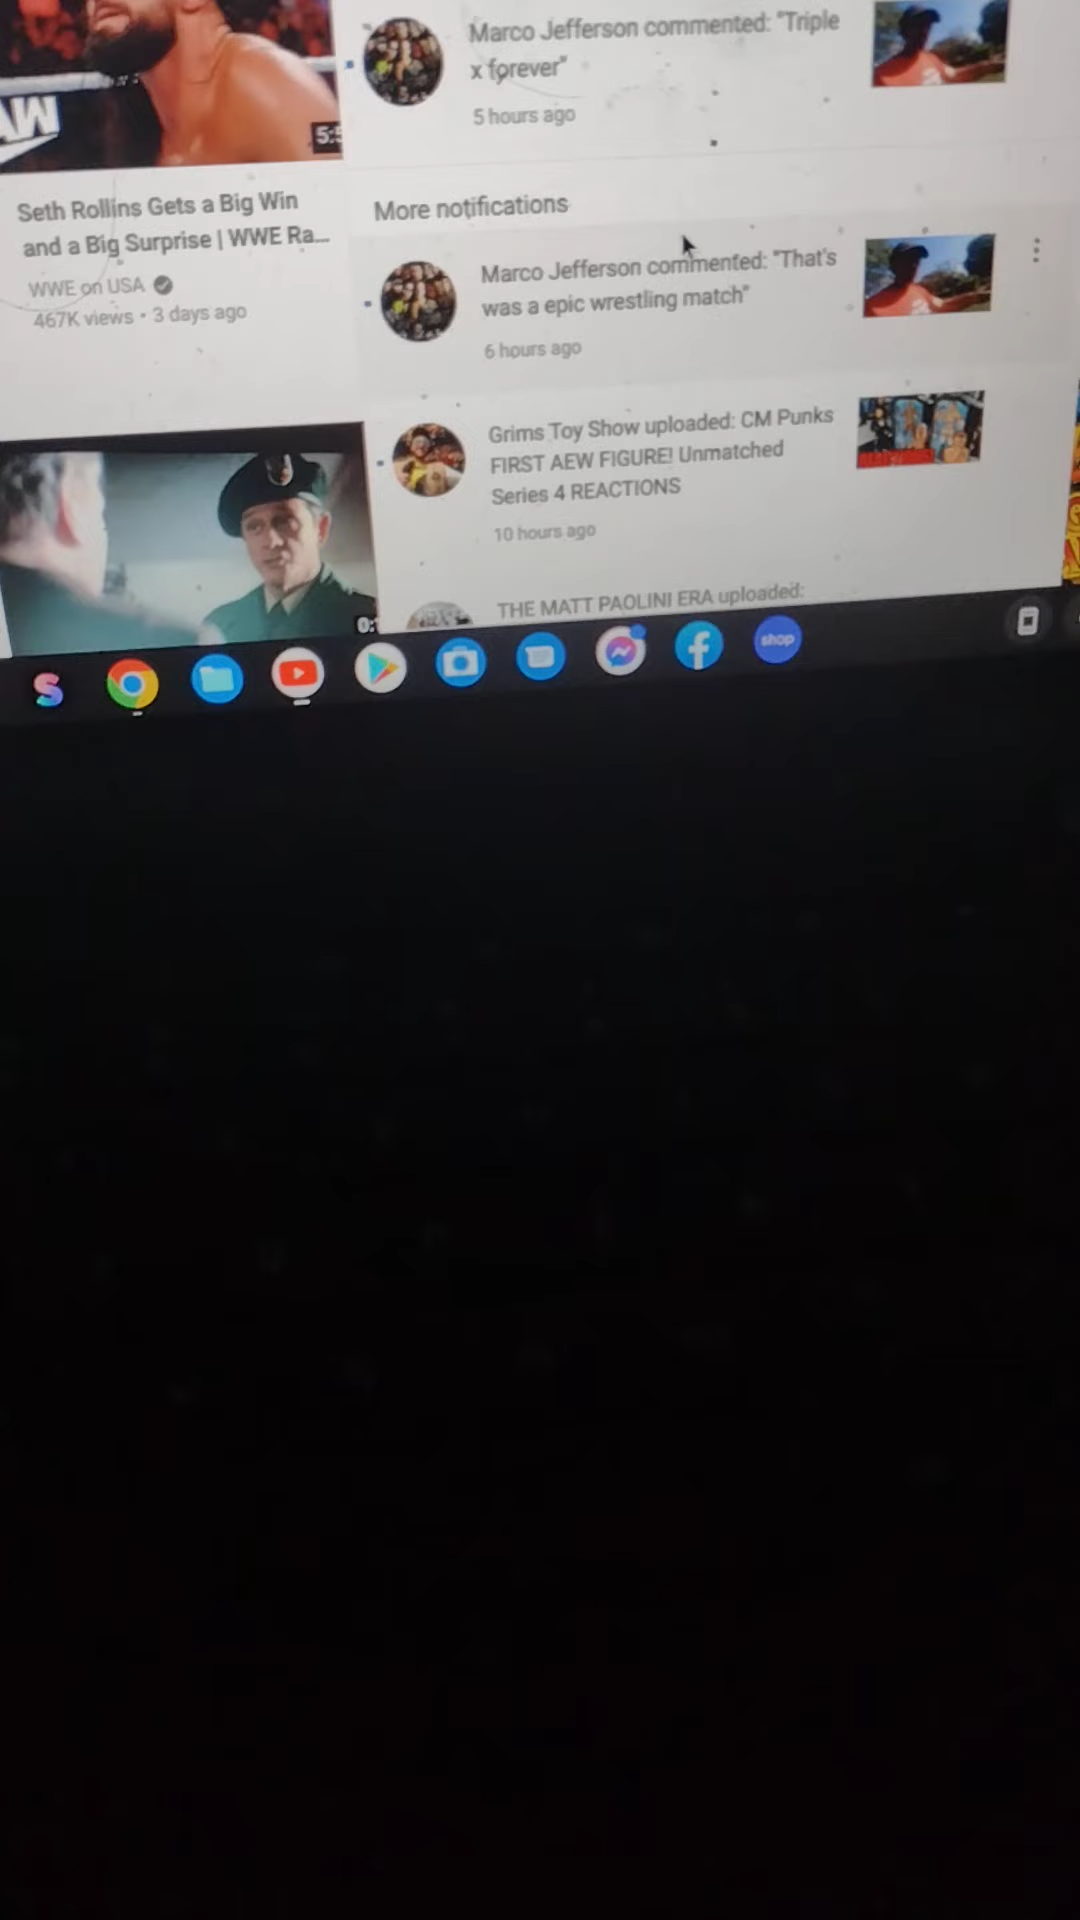 Marco Jefferson commented: "Triple
x forever"
5 hours ago
Seth Rollins Gets a Big Win
and a Big Surprise | WWE Ra...
WWE on USA
467K views • 3 days ago
More notifications
Marco Jefferson commented: "That's
was a epic wrestling match"
6 hours ago
Grims Toy Show uploaded: CM Punks
FIRST AEW FIGURE! Unmatched
Series 4 REACTIONS
10 hours ago
THE MATT PAOLINI ERA uploaded:
shop